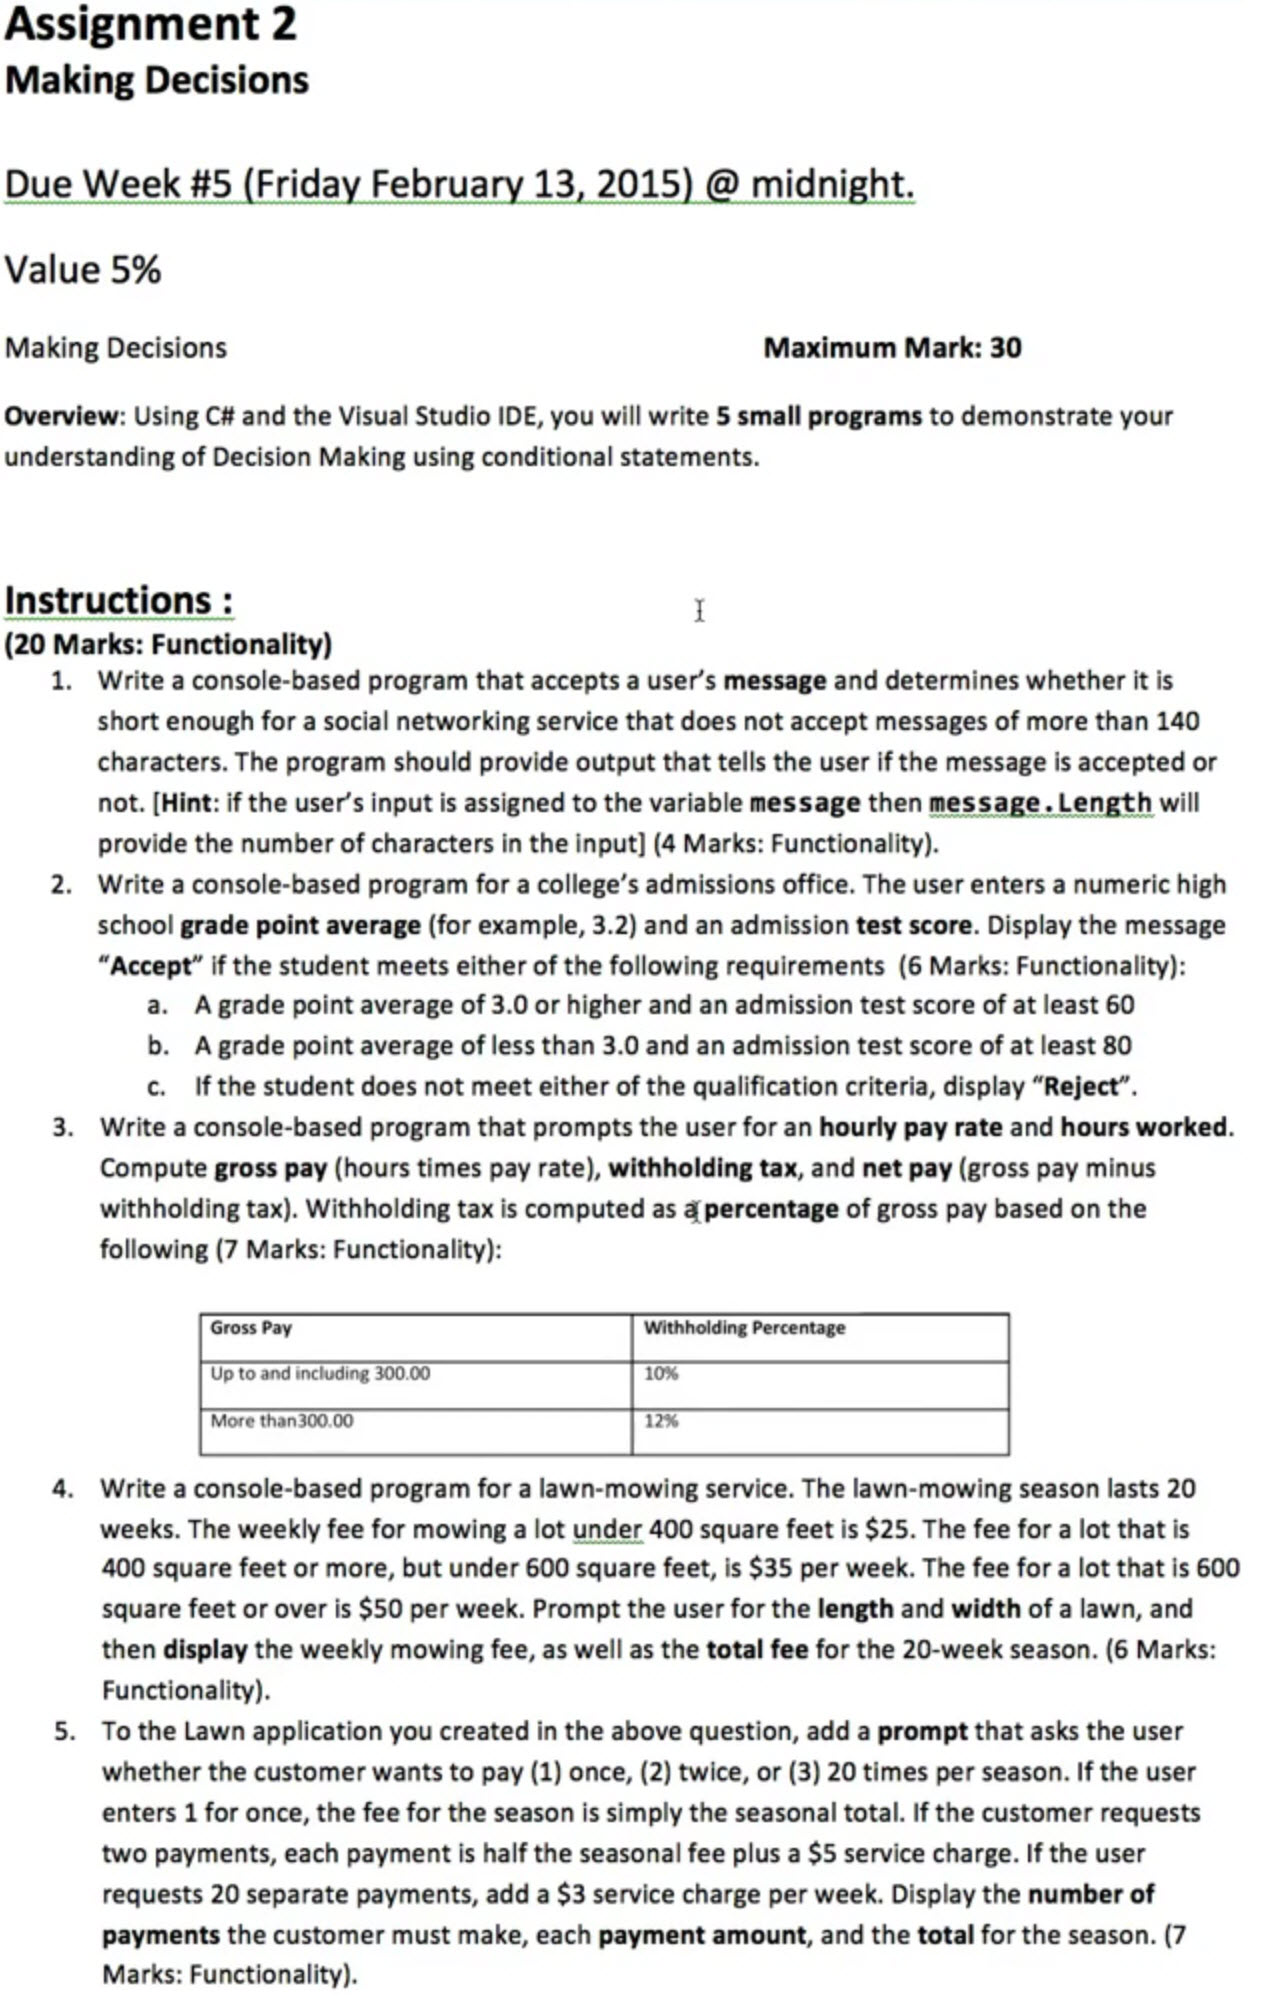 Assignment 2
Making Decisions
Due Week #5 (Friday February 13, 2015) @ midnight.
Value 5%
Making Decisions Maximum Mark: 30
Overview: Using C# and the Visual Studio IDE, you will write 5 small programs to demonstrate your
understanding of Decision Making using conditional statements.
Instructions :
(20 Marks: Functionality)
1. Write a console-based program that accepts a user's message and determines whether it is
short enough for a social networking service that does not accept messages of more than 140
characters. The program should provide output that tells the user if the message is accepted or
not. [Hint: if the user's input is assigned to the variable message then message.Length will
provide the number of characters in the input] (4 Marks: Functionality).
2. Write a console-based program for a college's admissions office. The user enters a numeric high
school grade point average (for example, 3.2) and an admission test score. Display the message
“Accept” if the student meets either of the following requirements (6 Marks: Functionality):
a. A grade point average of 3.0 or higher and an admission test score of at least 60
b. A grade point average of less than 3.0 and an admission test score of at least 80
c. If the student does not meet either of the qualification criteria, display “Reject”.
3. Write a console-based program that prompts the user for an hourly pay rate and hours worked.
Compute gross pay (hours times pay rate), withholding tax, and net pay (gross pay minus
withholding tax). Withholding tax is computed as a percentage of gross pay based on the
following (7 Marks: Functionality):
Gross Pay Withholding Percentage
Up to and including 300.00 10%
More than300.00 12%
4. Write a console-based program for a lawn-mowing service. The lawn-mowing season lasts 20
weeks. The weekly fee for mowing a lot under 400 square feet is $25. The fee for a lot that is
400 square feet or more, but under 600 square feet, is $35 per week. The fee for a lot that is 600
square feet or over is $50 per week. Prompt the user for the length and width of a lawn, and
then display the weekly mowing fee, as well as the total fee for the 20-week season. (6 Marks:
Functionality).
5. To the Lawn application you created in the above question, add a prompt that asks the user
whether the customer wants to pay (1) once, (2) twice, or (3) 20 times per season. If the user
enters 1 for once, the fee for the season is simply the seasonal total. If the customer requests
two payments, each payment is half the seasonal fee plus a $5 service charge. If the user
requests 20 separate payments, add a $3 service charge per week. Display the number of
payments the customer must make, each payment amount, and the total for the season. (7
Marks: Functionality).